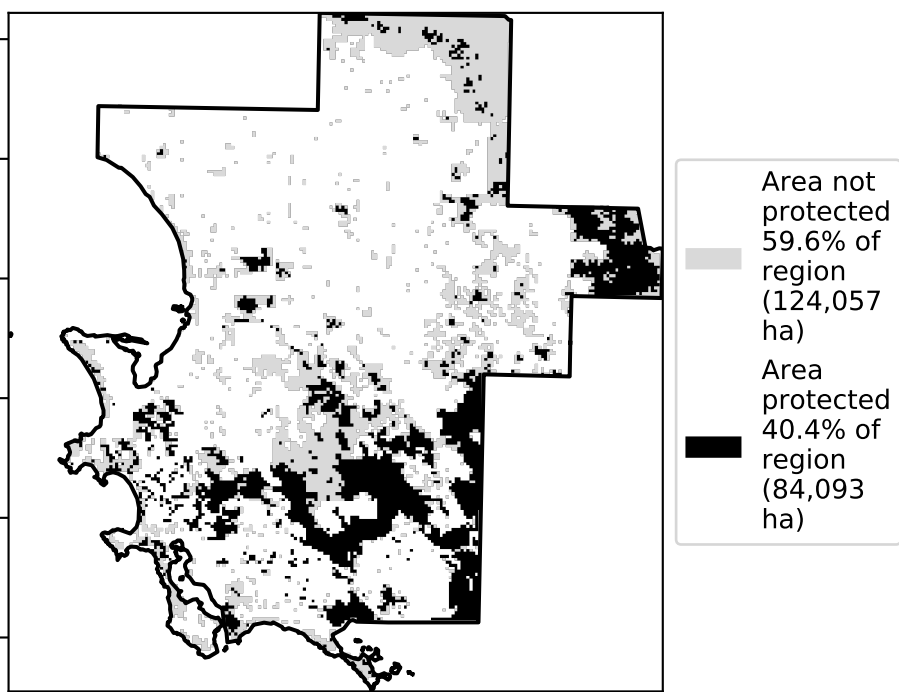 Area not
protected
59.6% of
region
(124,057
ha)
Area
protected
40.4% of
region
(84,093
ha)